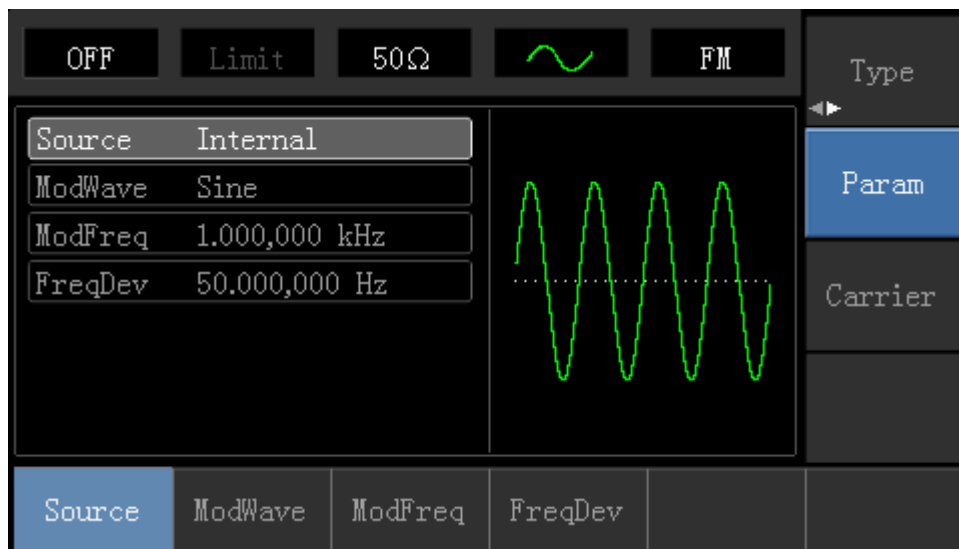 OFF Limit 50Ω FM
Type
Source Internal
ModWave Sine
ModFreq 1.000,000 kHz
FreqDev 50.000,000 Hz
Param
Carrier
Source ModWave ModFreq FreqDev